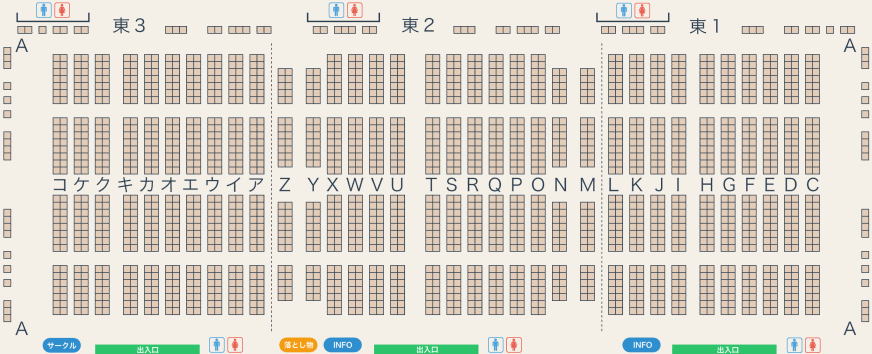 東3
東2
東1
A
A
コ ケ ク キ カ オ エ ウ イ ア Z Y X W V U T S R Q P O N M L K J I H G F E D C
A
A
サークル
出入口
落とし物
INFO
出入口
INFO
出入口